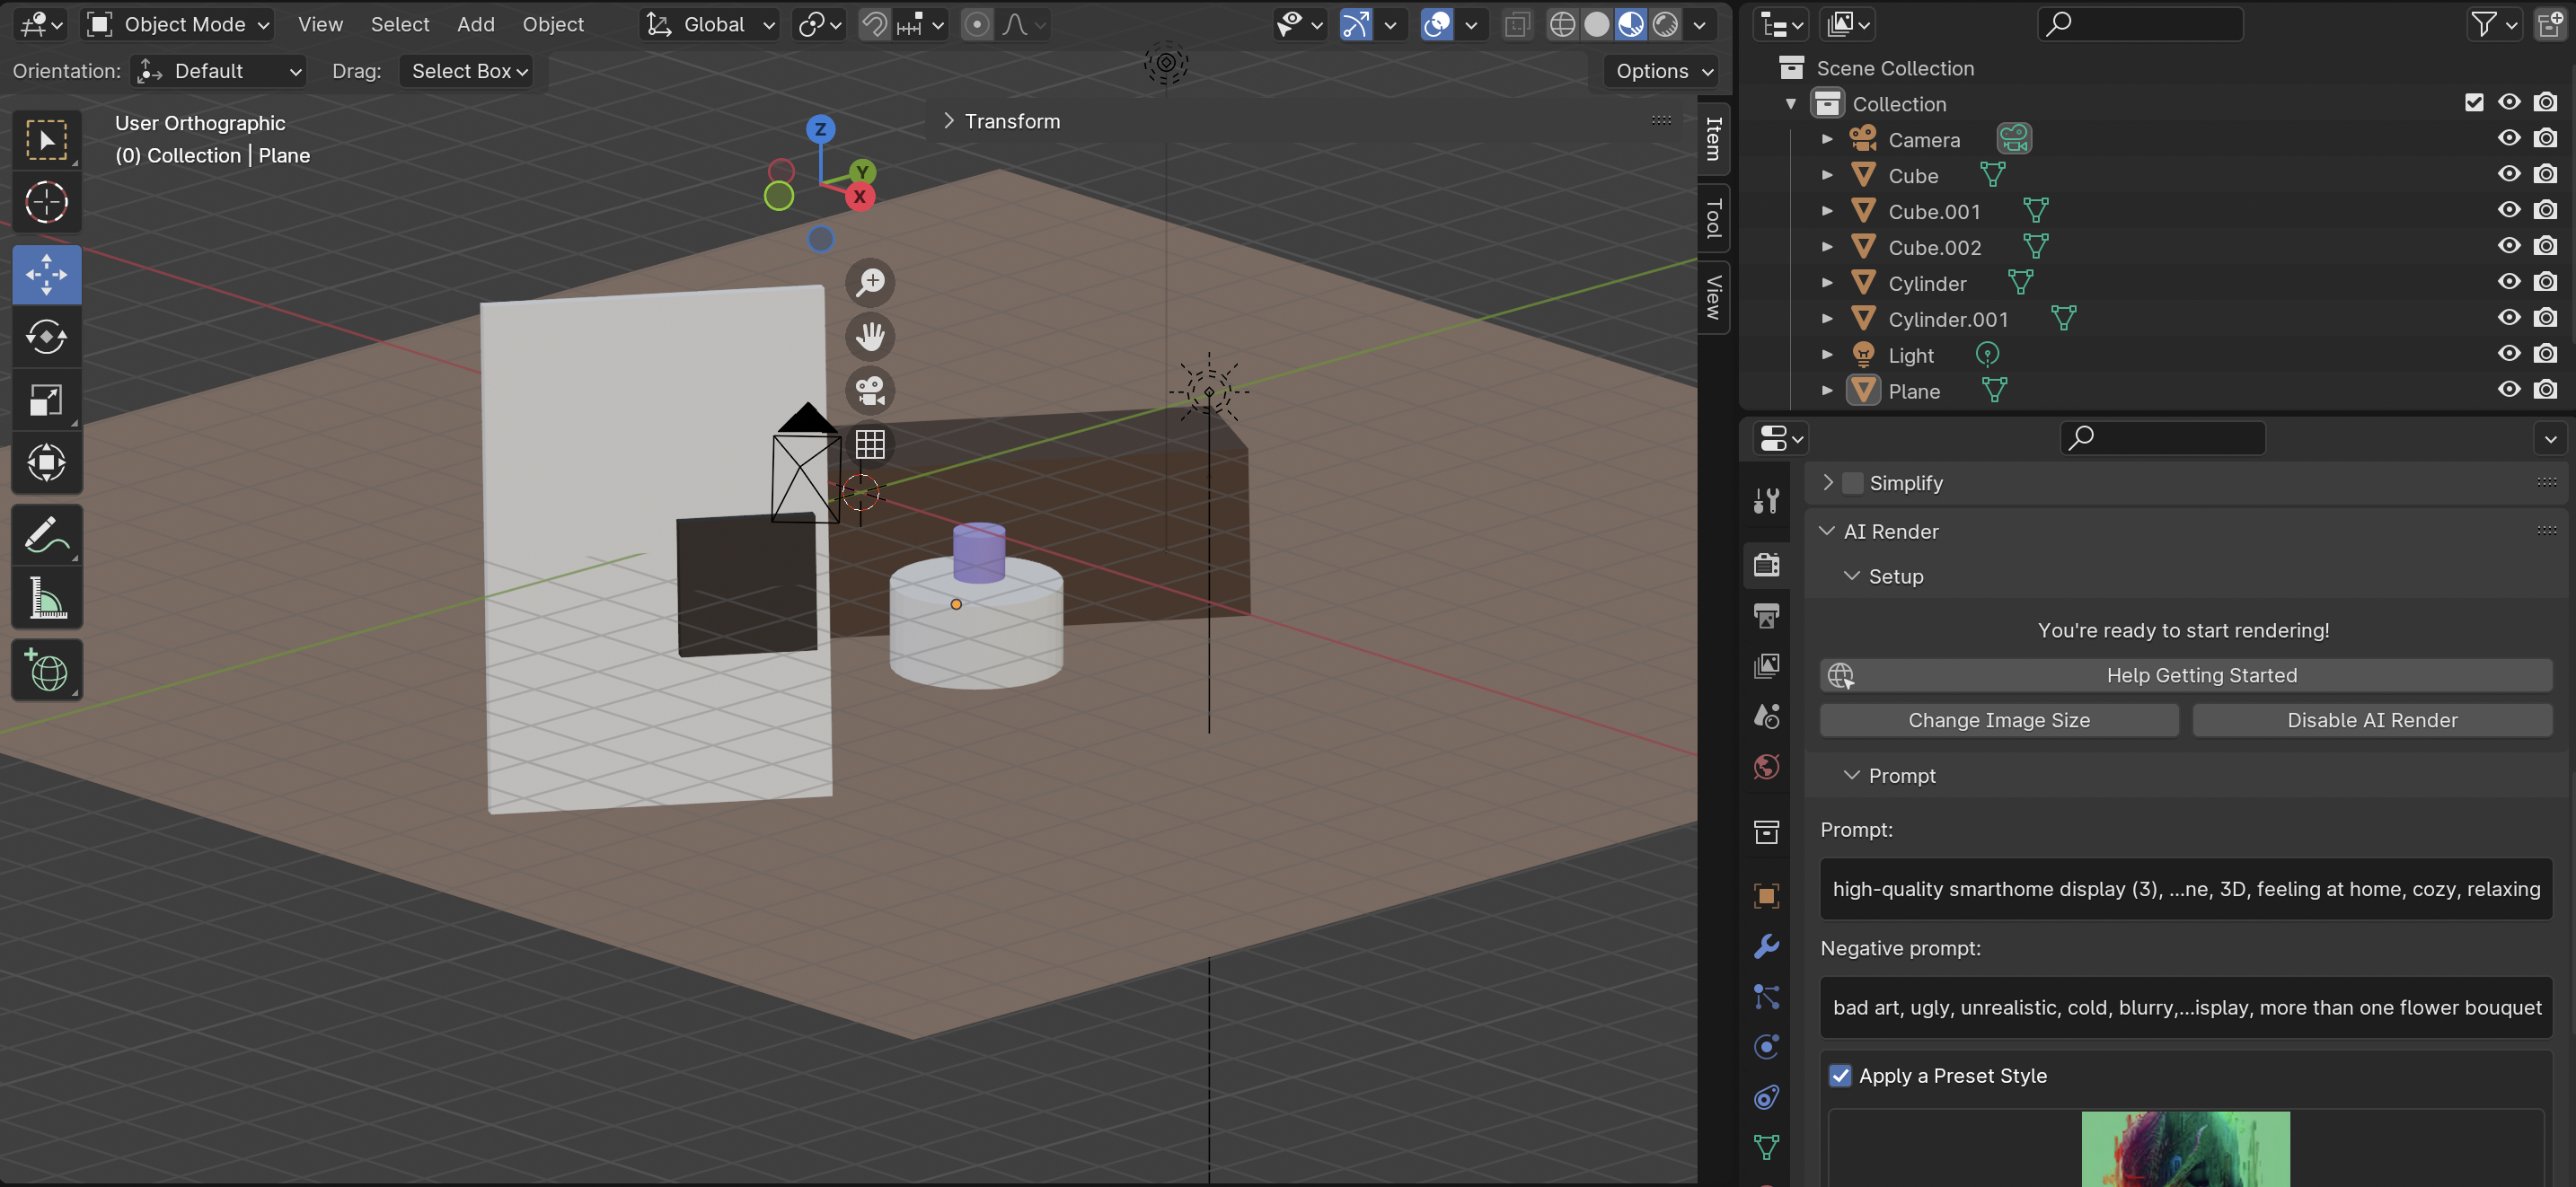 Object Mode View Select Add Object Global
Orientation: Default Drag: Select Box Options
User Orthographic
(0) Collection | Plane
Transform
Z
Y
X
Item
Tool
View
Scene Collection
Collection
Camera
Cube
Cube.001
Cube.002
Cylinder
Cylinder.001
Light
Plane
Simplify
AI Render
Setup
You're ready to start rendering!
Help Getting Started
Change Image Size Disable AI Render
Prompt
Prompt:
high-quality smarthome display (3), ...ne, 3D, feeling at home, cozy, relaxing
Negative prompt:
bad art, ugly, unrealistic, cold, blurry,...isplay, more than one flower bouquet
Apply a Preset Style